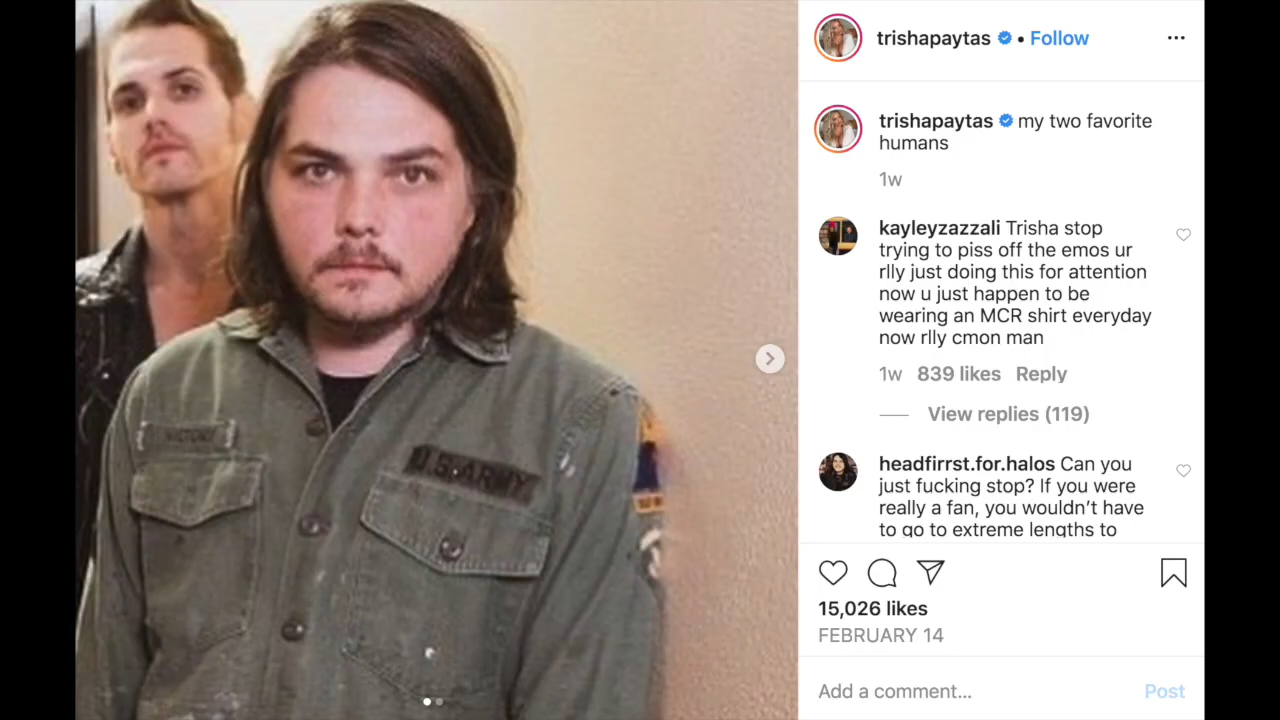 VICTORY
U.S. ARMY
trishapaytas • Follow
trishapaytas my two favorite
humans
1w
kayleyzazzali Trisha stop
trying to piss off the emos ur
rlly just doing this for attention
now u just happen to be
wearing an MCR shirt everyday
now rlly cmon man
1w 839 likes Reply
View replies (119)
headfirrst.for.halos Can you
just fucking stop? If you were
really a fan, you wouldn't have
to go to extreme lengths to
15,026 likes
FEBRUARY 14
Add a comment... Post